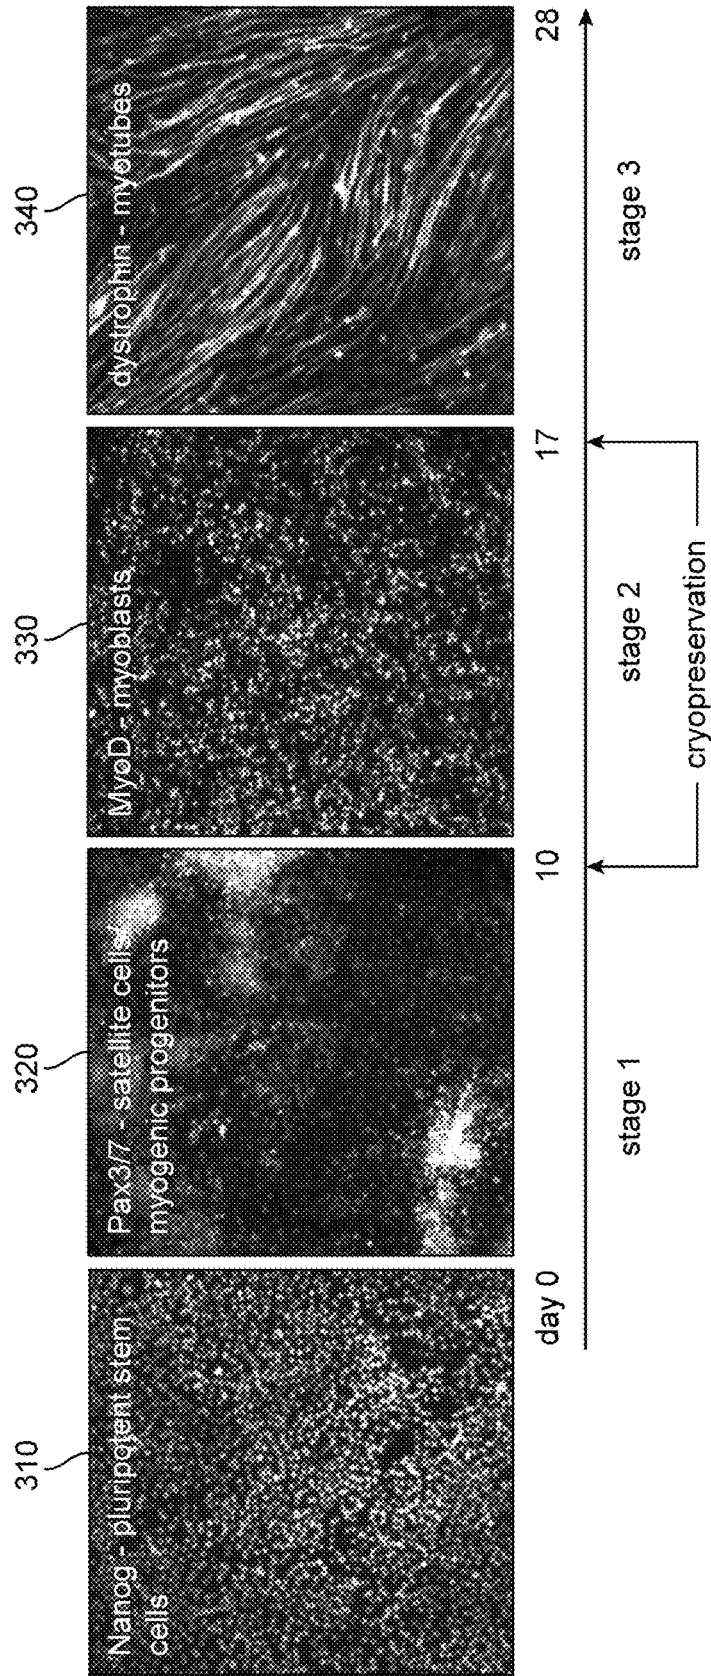 310
320
330
340
Nanog - pluripotent stem
cells
Pax3/7 - satellite cells
myogenic progenitors
MyoD - myoblasts
dystrophin - myotubes
day 0
10
17
28
stage 1
stage 2
stage 3
cryopreservation